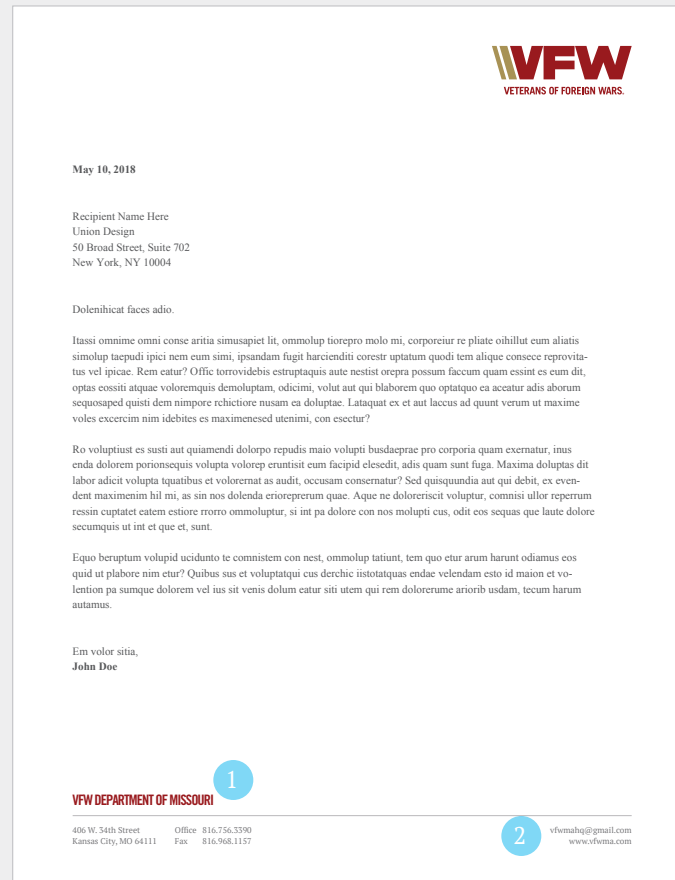 VFW
VETERANS OF FOREIGN WARS.
May 10, 2018
Recipient Name Here
Union Design
50 Broad Street, Suite 702
New York, NY 10004
Dolenihicat faces adio.
Itassi omnime omni conse aritia simusapiet lit, ommolup tiorepro molo mi, corporeiur re pliate oihillut eum aliatis
simolup taepudi ipici nem eum simi, ipsandam fugit harcienditi corestr uptatum quodi tem alique consece reprovita-
tus vel ipicae. Rem eatur? Offic torrovidebis estruptaquis aute nestist orepra possum faccum quam essint es eum dit,
optas eossiti atquae voloremquis demoluptam, odicimi, volut aut qui blaborem quo optatquo ea aceatur adis aborum
sequosaped quisti dem nimpore rchictiore nusam ea doluptae. Lataquat ex et aut laccus ad quunt verum ut maxime
voles excercim nim idebites es maximenesed utenimi, con esectur?
Ro voluptiust es susti aut quiamendi dolorpo repudis maio volupti busdaeprae pro corporia quam exernatur, inus
enda dolorem porionsequis volupta volorep eruntisit eum facipid elesedit, adis quam sunt fuga. Maxima doluptas dit
labor adicit volupta tquatibus et volorernat as audit, occusam consernatur? Sed quisquundia aut qui debit, ex even-
dent maximenim hil mi, as sin nos dolenda erioreprerum quae. Aque ne doloreriscit voluptur, comnisi ullor reperrum
ressin cuptatet eatem estiore rrorro ommoluptur, si int pa dolore con nos molupti cus, odit eos sequas que laute dolore
secumquis ut int et que et, sunt.
Equo beruptum volupid ucidunto te comnistem con nest, ommolup tatiunt, tem quo etur arum harunt odiamus eos
quid ut plabore nim etur? Quibus sus et voluptatqui cus derchic iistotatquas endae velendam esto id maion et vo-
lention pa sumque dolorem vel ius sit venis dolum eatur siti utem qui rem dolorerume ariorib usdam, tecum harum
autamus.
Em volor sitia,
John Doe
1
VFW DEPARTMENT OF MISSOURI
406 W. 34th Street Office 816.756.3390 2 vfwmahq@gmail.com
Kansas City, MO 64111 Fax 816.968.1157 www.vfwma.com